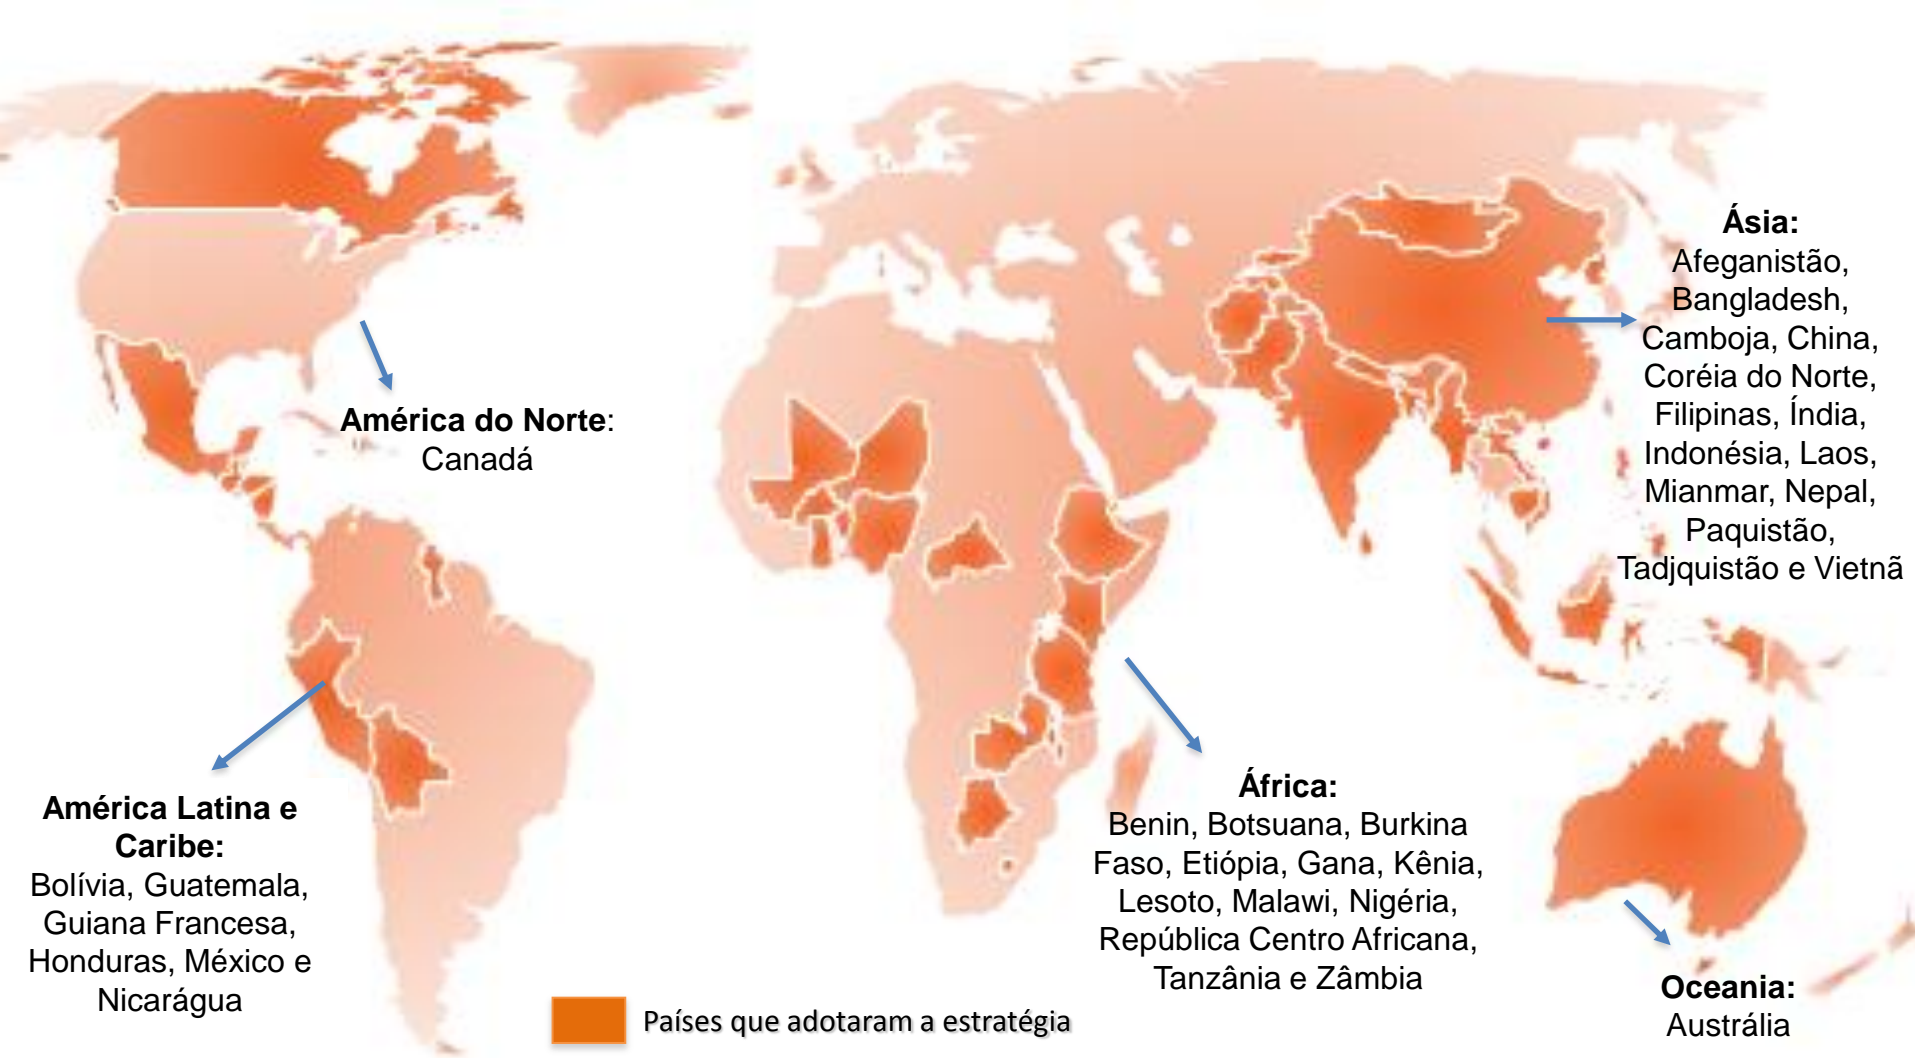 América do Norte:
Canadá
Ásia:
Afeganistão,
Bangladesh,
Camboja, China,
Coréia do Norte,
Filipinas, Índia,
Indonésia, Laos,
Mianmar, Nepal,
Paquistão,
Tadjquistão e Vietnã
América Latina e
Caribe:
Bolívia, Guatemala,
Guiana Francesa,
Honduras, México e
Nicarágua
África:
Benin, Botsuana, Burkina
Faso, Etiópia, Gana, Kênia,
Lesoto, Malawi, Nigéria,
República Centro Africana,
Tanzânia e Zâmbia
Oceania:
Austrália
Países que adotaram a estratégia